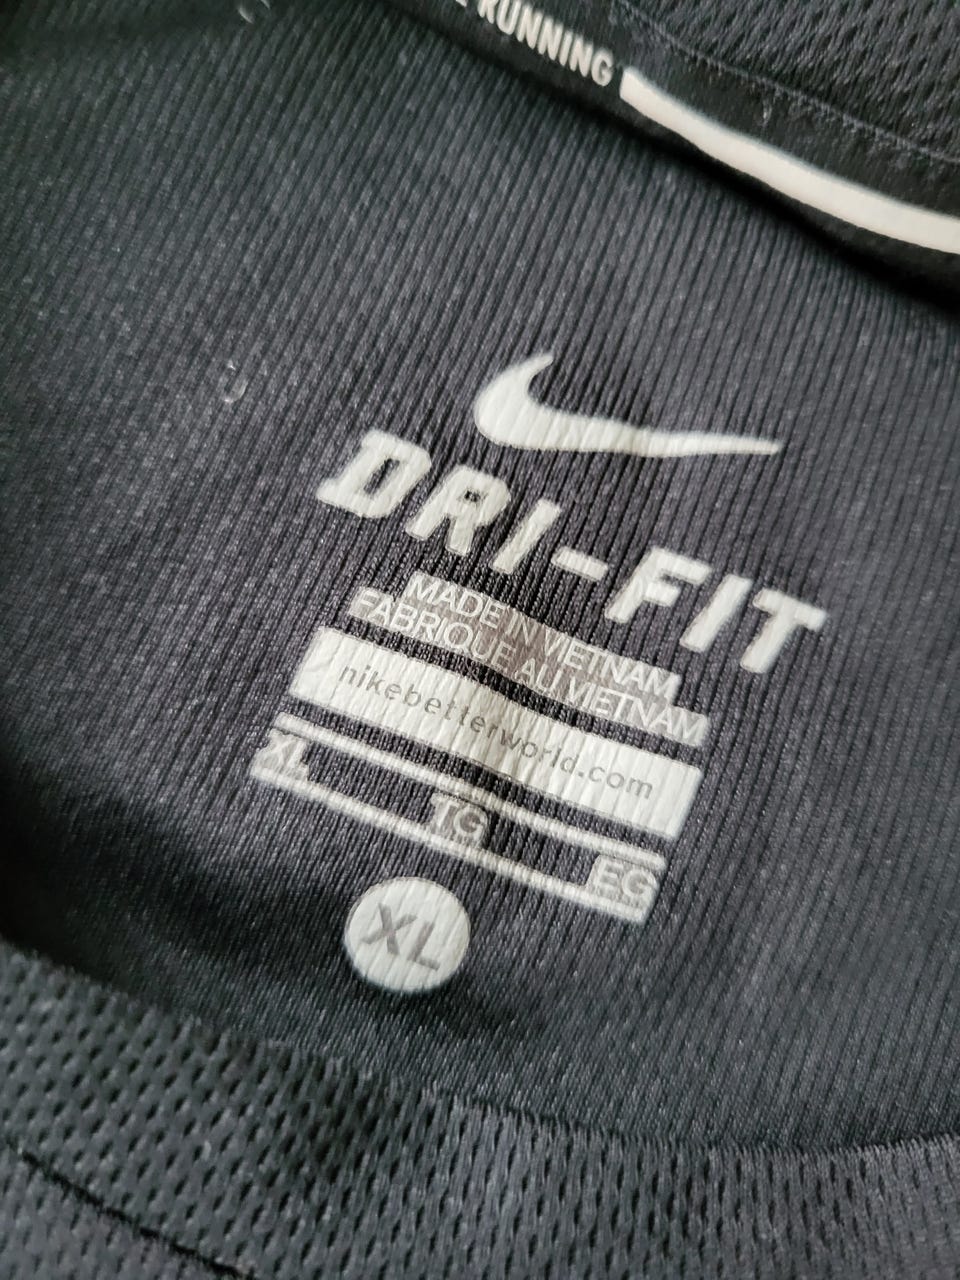 RUNNING
DRI-FIT
MADE IN VIETNAM
FABRIQUE AU VIETNAM
nikebetterworld.com
XL TG EG
XL